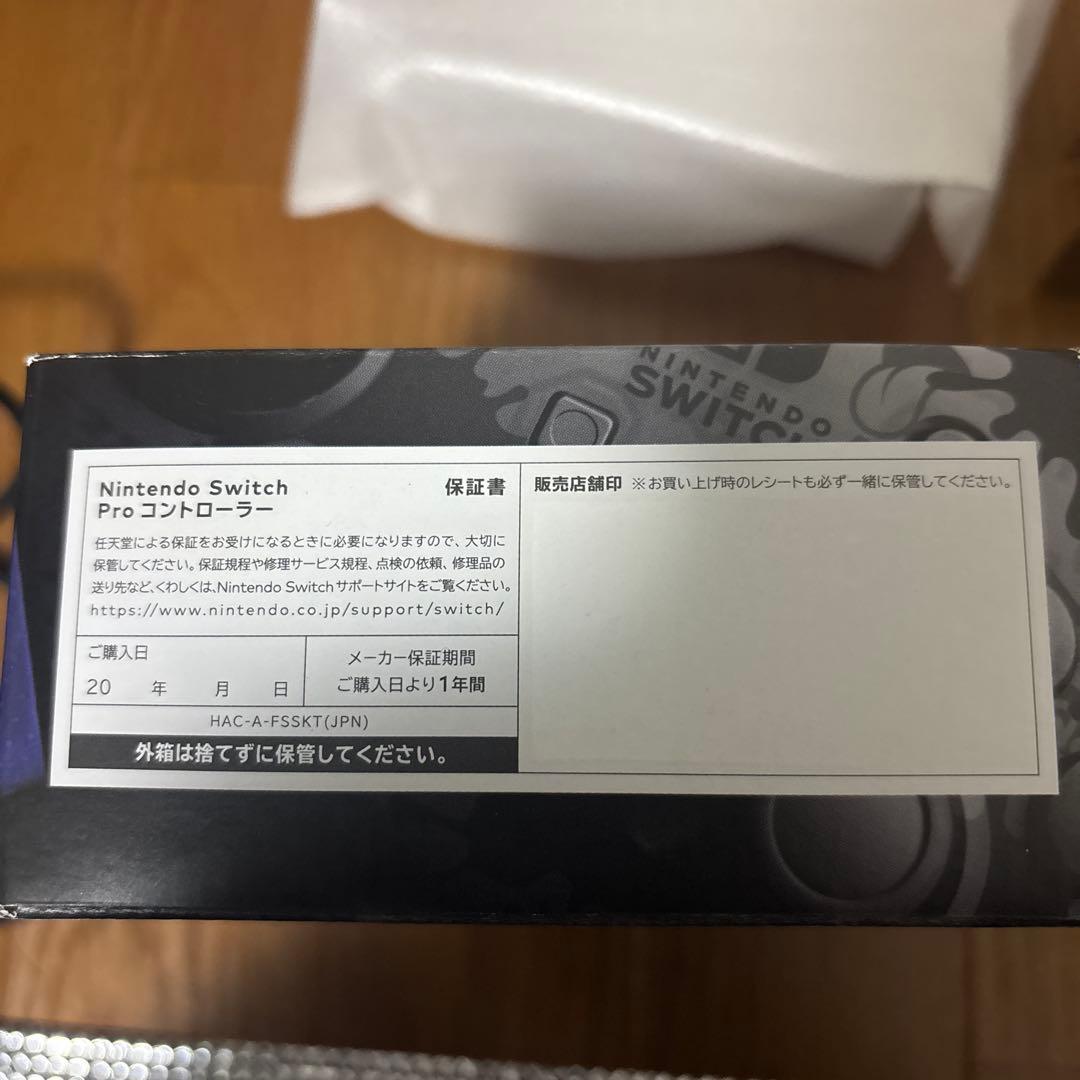 NINTENDO
SWITCH
Nintendo Switch
Pro コントローラー
保証書
任天堂による保証をお受けになるときに必要になりますので、大切に
保管してください。保証規程や修理サービス規程、点検の依頼、修理品の
送り先など、くわしくは、Nintendo Switchサポートサイトをご覧ください。
https://www.nintendo.co.jp/support/switch/
ご購入日
20 年 月 日
メーカー保証期間
ご購入日より1年間
HAC-A-FSSKT(JPN)
外箱は捨てずに保管してください。
販売店舗印 ※お買い上げ時のレシートも必ず一緒に保管してください。